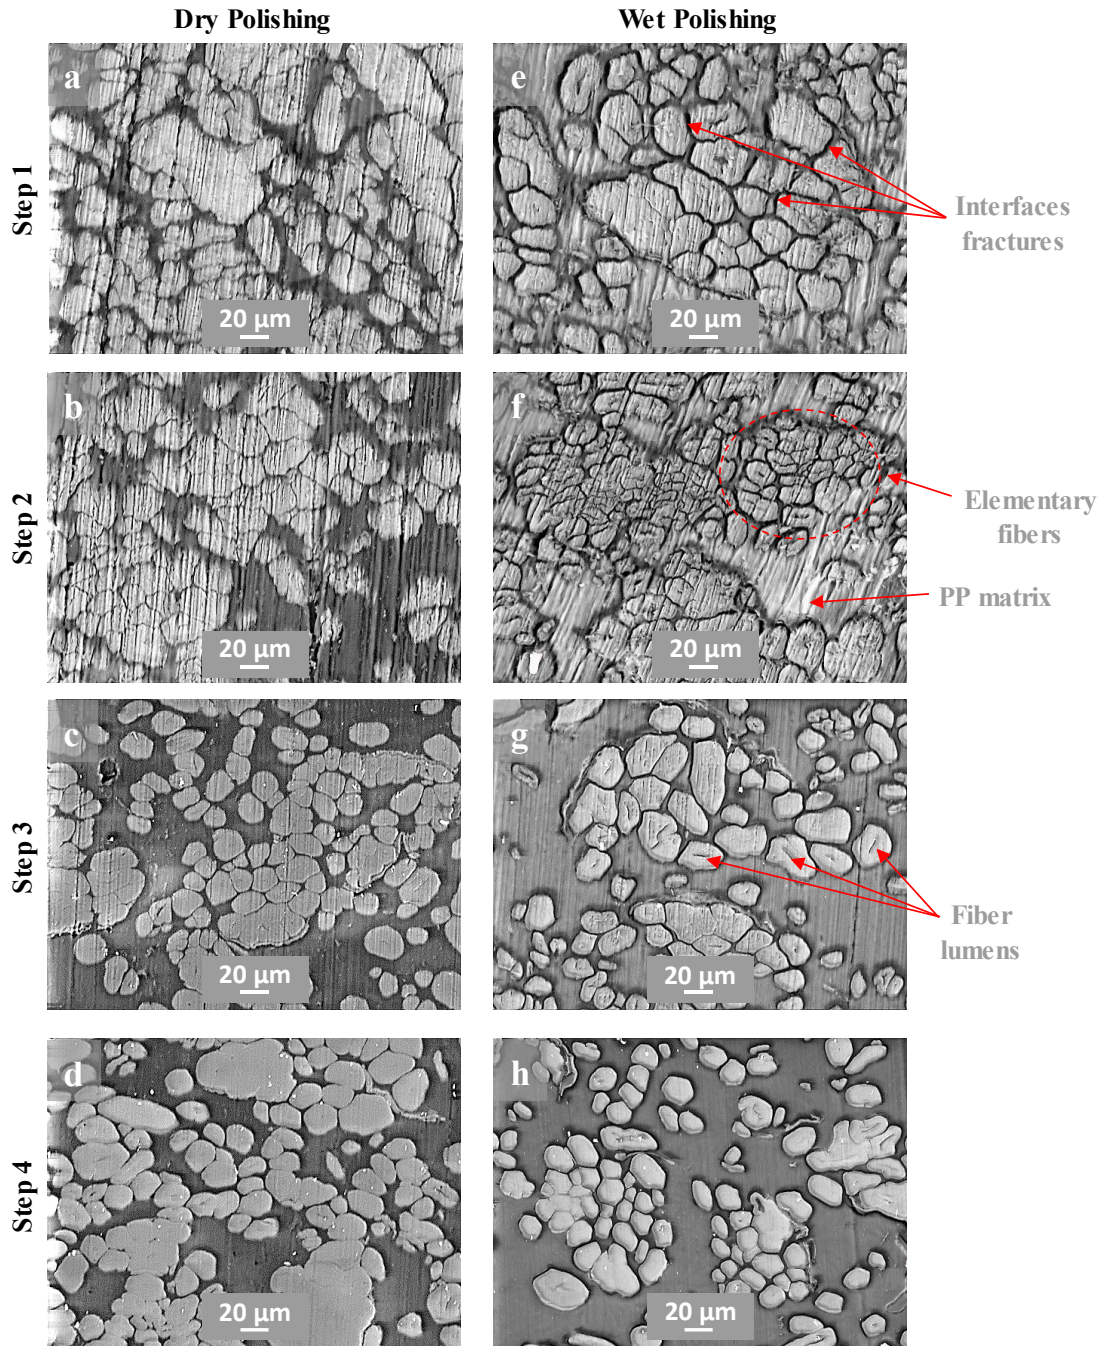 Dry Polishing
Wet Polishing
Step 1
a
20 µm
e
20 µm
Interfaces
fractures
Step 2
b
20 µm
f
20 µm
Elementary
fibers
PP matrix
Step 3
c
20 µm
g
20 µm
Fiber
lumens
Step 4
d
20 µm
h
20 µm